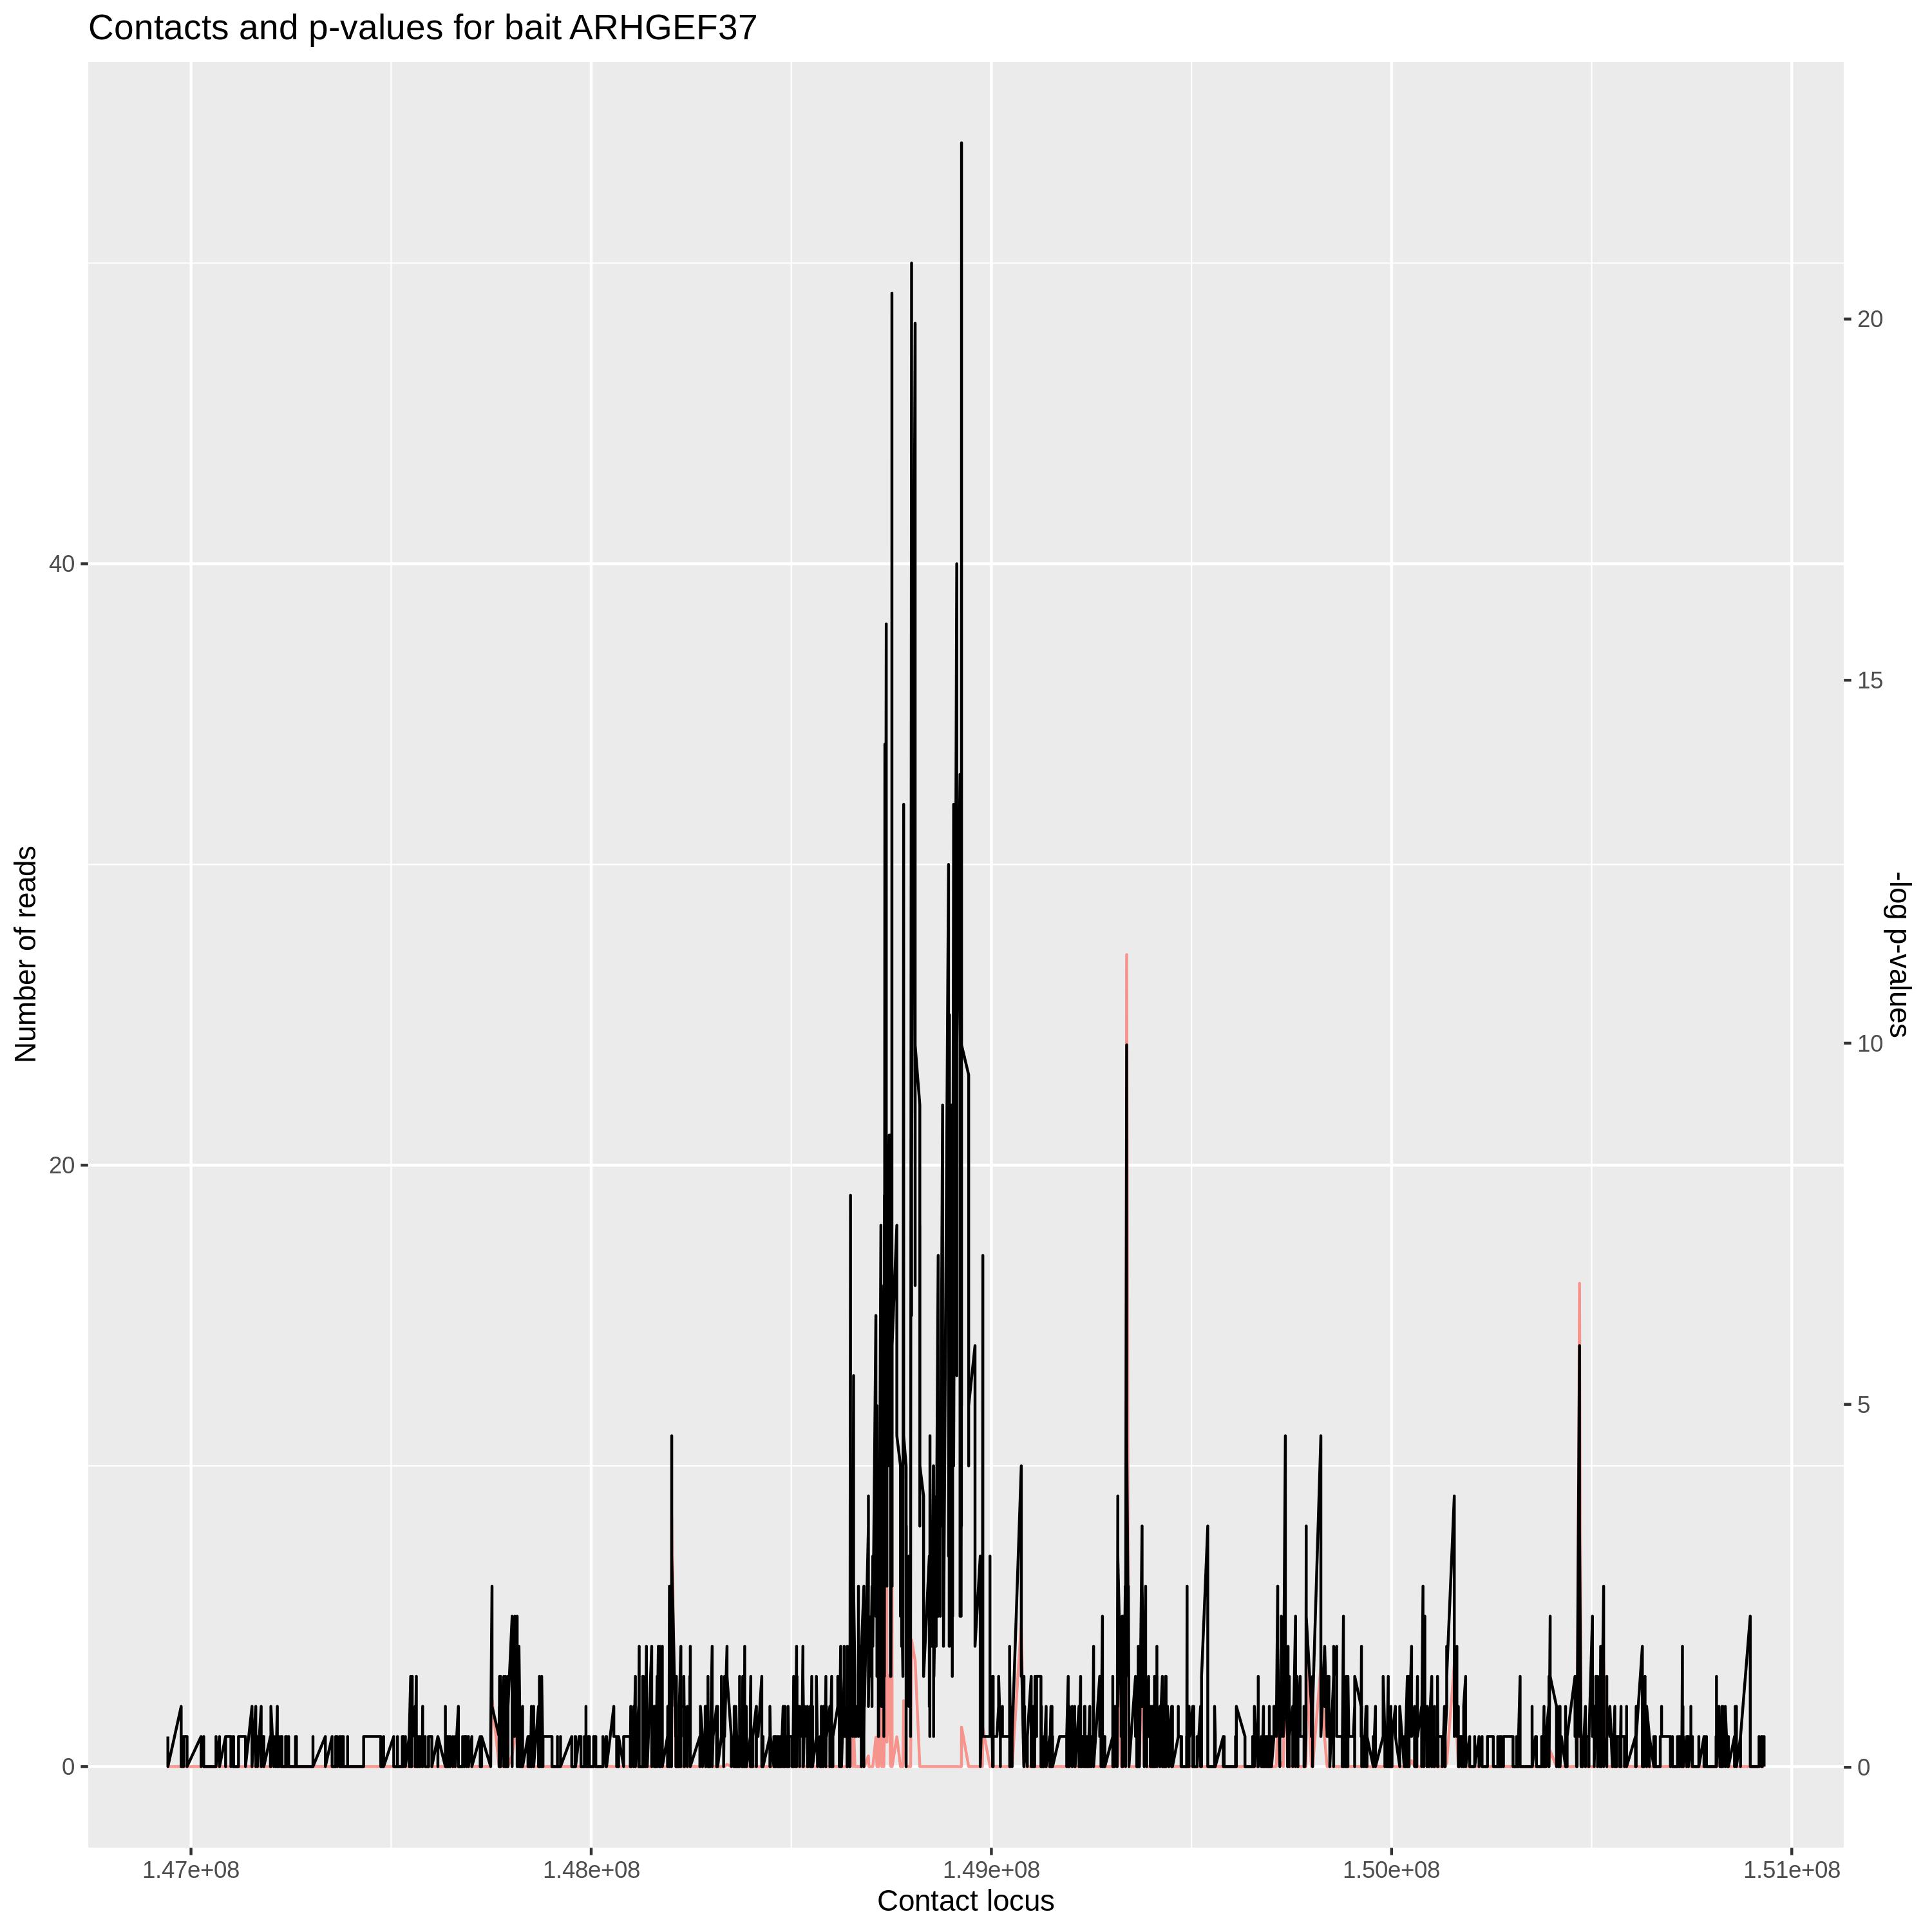 Contacts and p-values for bait ARHGEF37
Number of reads
40
20
0
20
15
10
5
0
-log p-values
1.47e+08
1.48e+08
1.49e+08
1.50e+08
1.51e+08
Contact locus